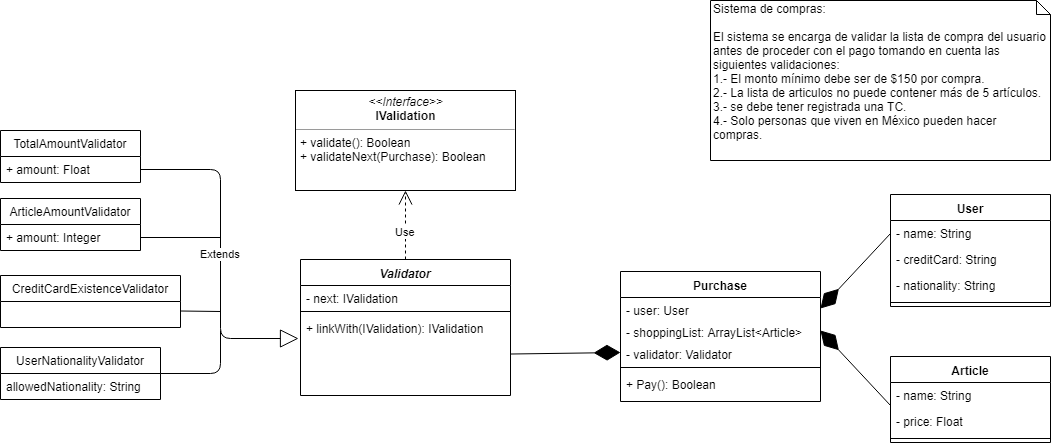 Sistema de compras:
El sistema se encarga de validar la lista de compra del usuario
antes de proceder con el pago tomando en cuenta las
siguientes validaciones:
1.- El monto mínimo debe ser de $150 por compra.
2.- La lista de articulos no puede contener más de 5 artículos.
3.- se debe tener registrada una TC.
4.- Solo personas que viven en México pueden hacer
compras.
<<Interface>>
IValidation
+ validate(): Boolean
+ validateNext(Purchase): Boolean
TotalAmountValidator
+ amount: Float
ArticleAmountValidator
+ amount: Integer
CreditCardExistenceValidator
UserNationalityValidator
allowedNationality: String
Extends
Use
Validator
- next: IValidation
+ linkWith(IValidation): IValidation
Purchase
- user: User
- shoppingList: ArrayList<Article>
- validator: Validator
+ Pay(): Boolean
User
- name: String
- creditCard: String
- nationality: String
Article
- name: String
- price: Float